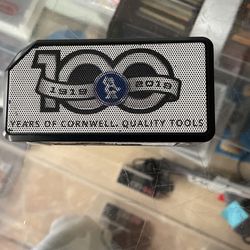 100
1919 2019
YEARS OF CORNWELL QUALITY TOOLS